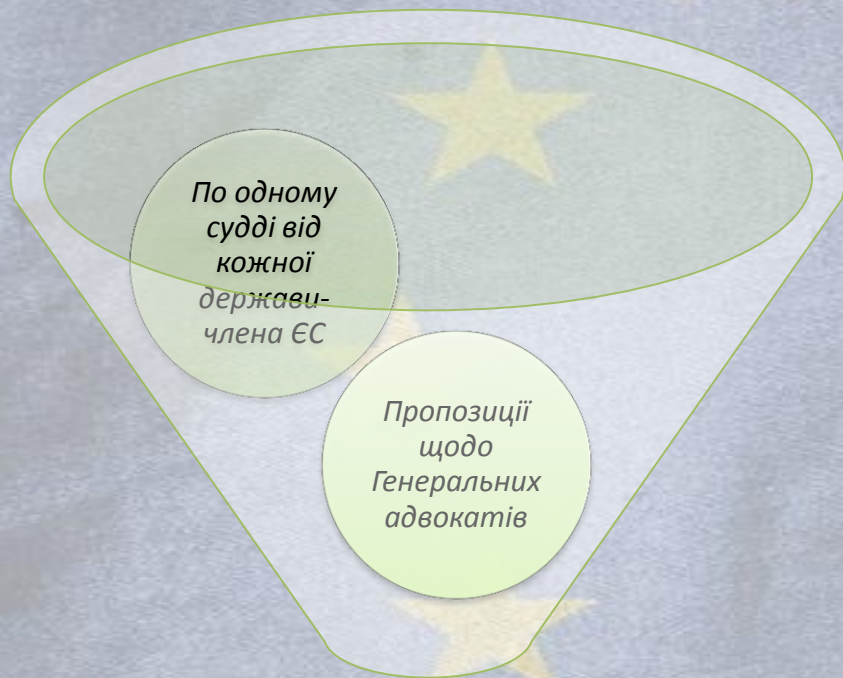 По одному
судді від
кожної
держави-
члена ЄС
Пропозиції
щодо
Генеральних
адвокатів